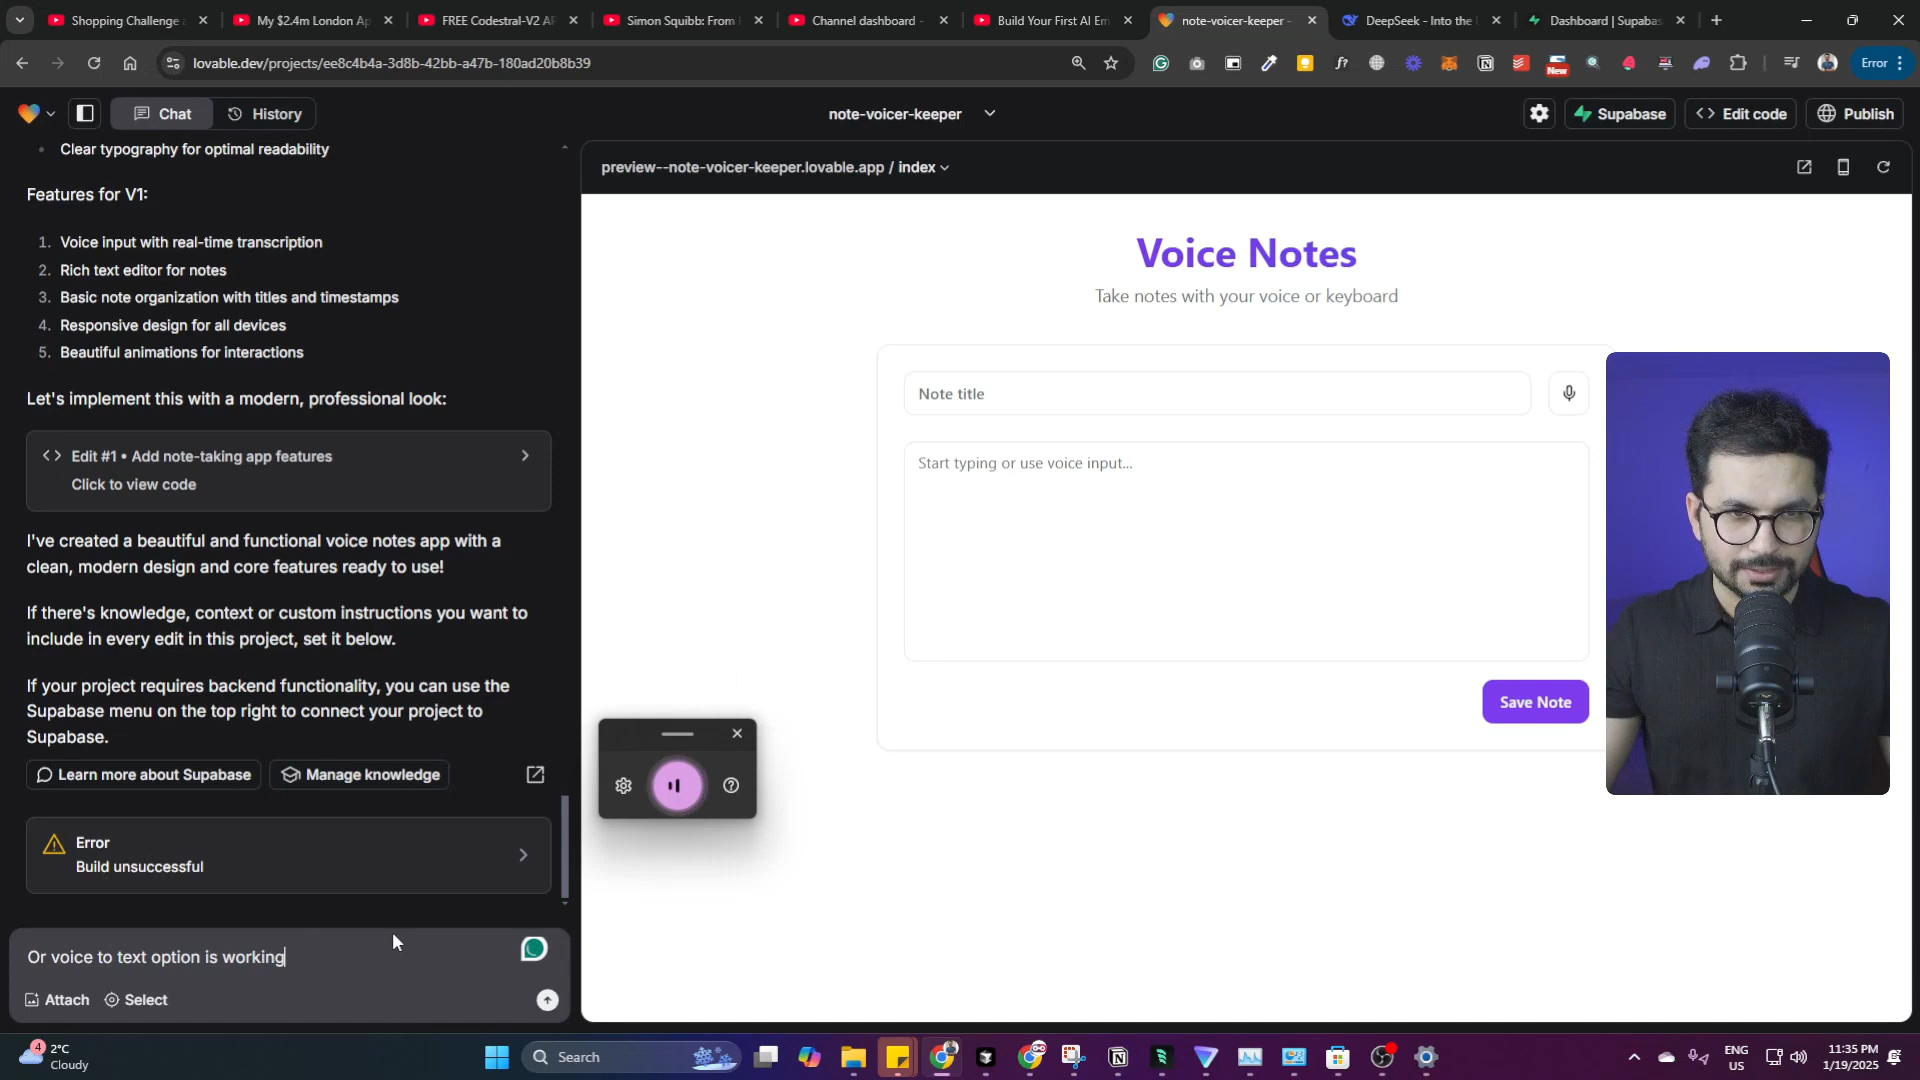 Shopping Challenge
My $2.4m London Ap
FREE Codestral-V2 AP
Simon Squibb: From
Channel dashboard -
Build Your First AI Em
note-voicer-keeper -
DeepSeek - Into the
Dashboard | Supabas
lovable.dev/projects/ee8c4b4a-3d8b-42bb-a47b-180ad20b8b39
New
Error
Chat
History
note-voicer-keeper
Supabase
Edit code
Publish
Clear typography for optimal readability
Features for V1:
1. Voice input with real-time transcription
2. Rich text editor for notes
3. Basic note organization with titles and timestamps
4. Responsive design for all devices
5. Beautiful animations for interactions
Let's implement this with a modern, professional look:
Edit #1 • Add note-taking app features
Click to view code
I've created a beautiful and functional voice notes app with a
clean, modern design and core features ready to use!
If there's knowledge, context or custom instructions you want to
include in every edit in this project, set it below.
If your project requires backend functionality, you can use the
Supabase menu on the top right to connect your project to
Supabase.
Learn more about Supabase
Manage knowledge
Error
Build unsuccessful
Or voice to text option is working
Attach
Select
preview--note-voicer-keeper.lovable.app / index
Voice Notes
Take notes with your voice or keyboard
Note title
Start typing or use voice input...
Save Note
4
2°C
Cloudy
Search
ENG
US
11:35 PM
1/19/2025